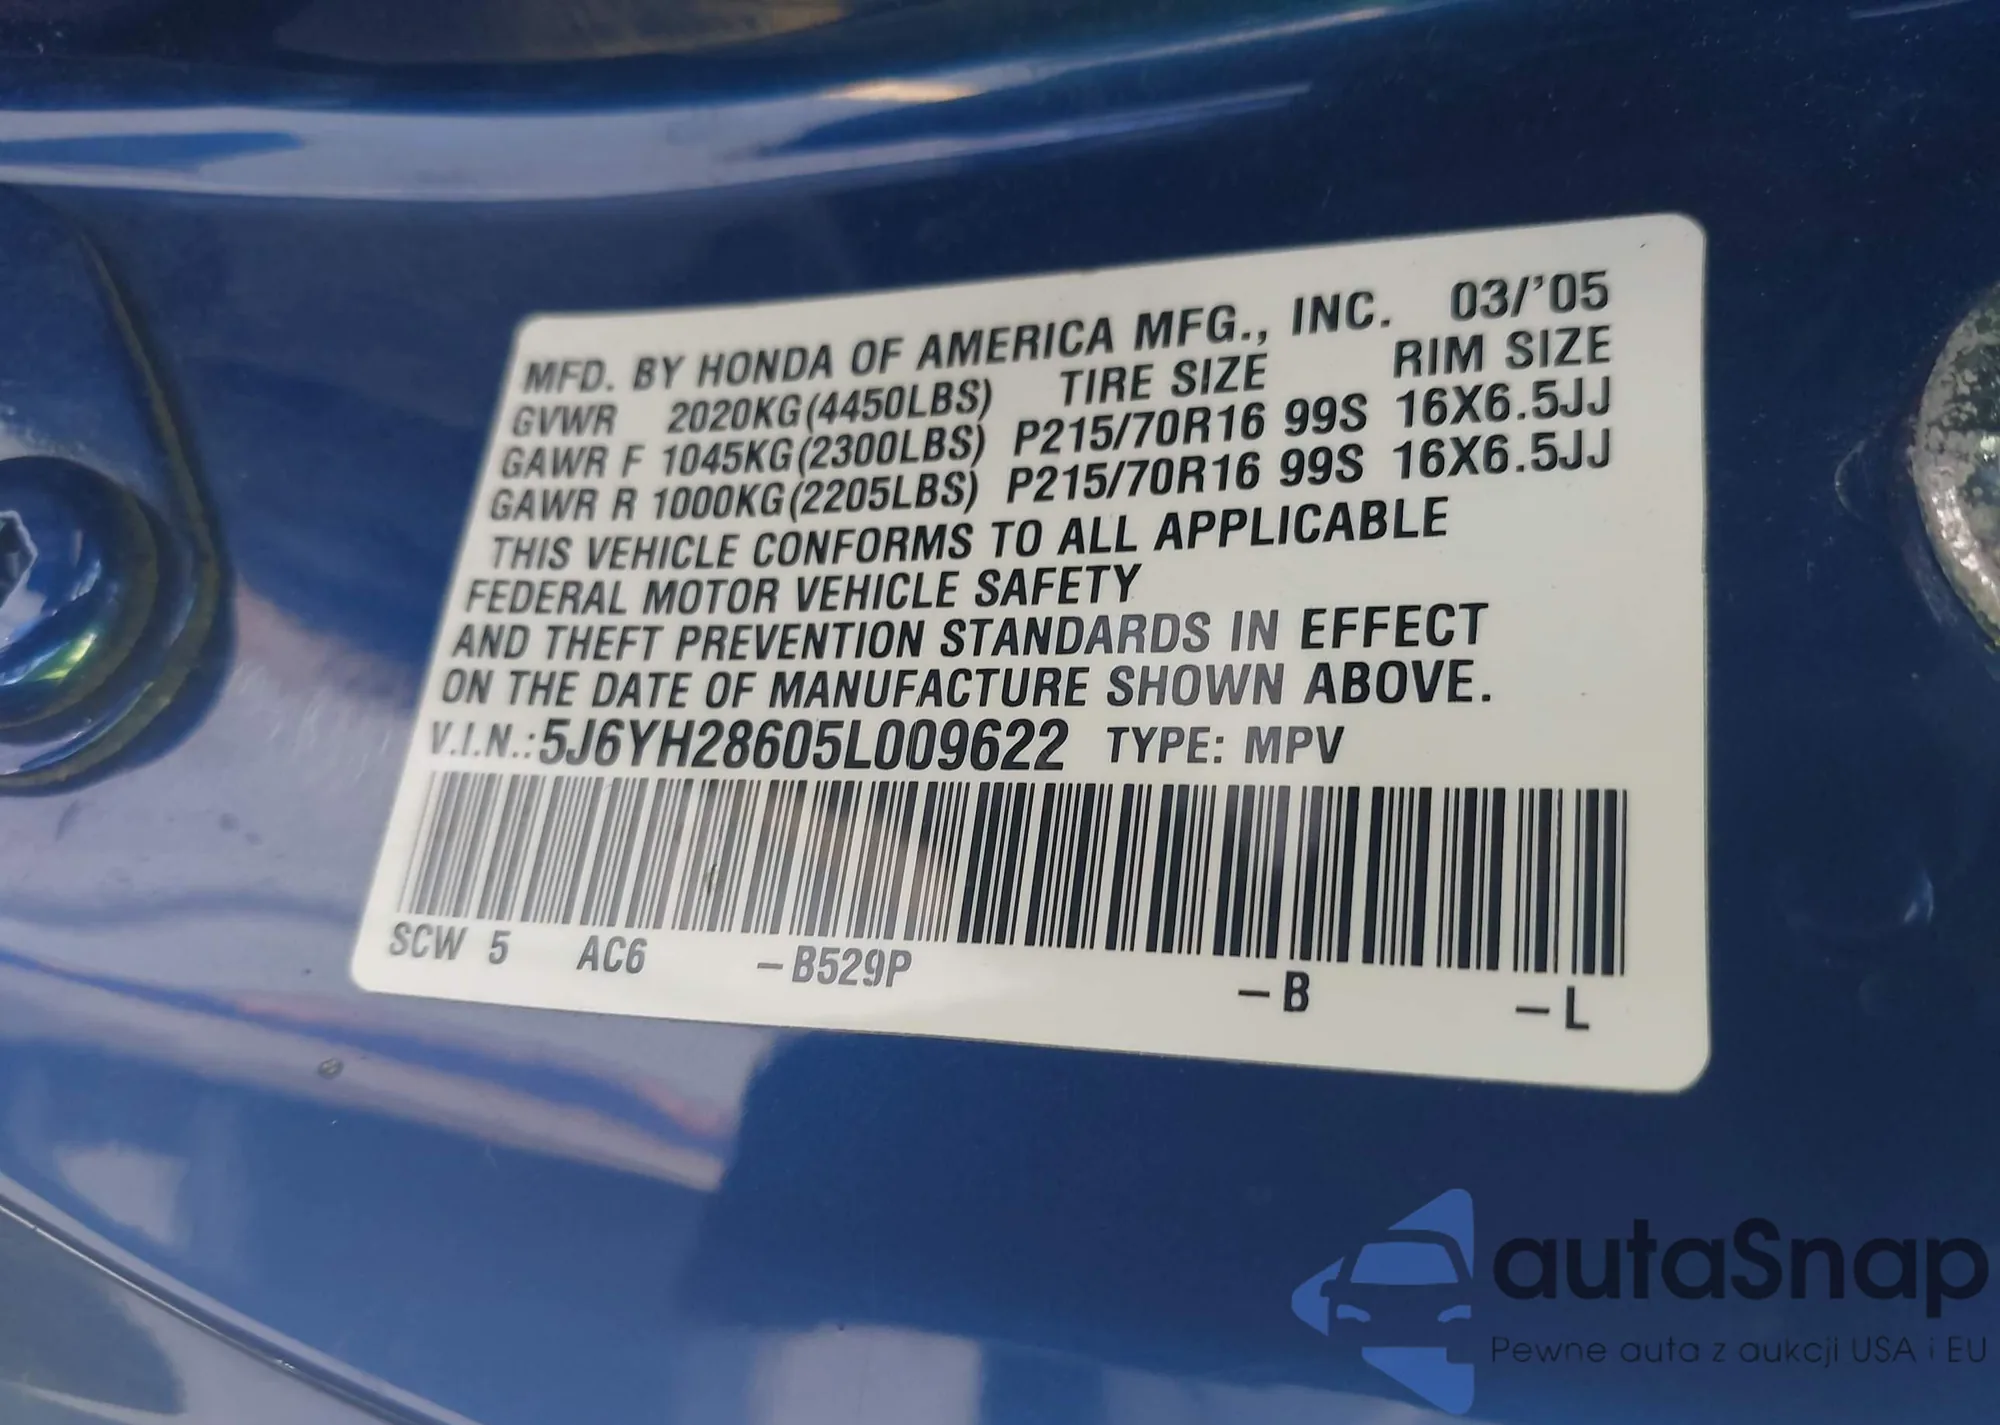 MFD. BY HONDA OF AMERICA MFG., INC. 03/'05
GVWR 2020KG(4450LBS) TIRE SIZE RIM SIZE
GAWR F 1045KG(2300LBS) P215/70R16 99S 16X6.5JJ
GAWR R 1000KG(2205LBS) P215/70R16 99S 16X6.5JJ
THIS VEHICLE CONFORMS TO ALL APPLICABLE
FEDERAL MOTOR VEHICLE SAFETY
AND THEFT PREVENTION STANDARDS IN EFFECT
ON THE DATE OF MANUFACTURE SHOWN ABOVE.
V.I.N.: 5J6YH28605L009622 TYPE: MPV
SCW 5 AC6 –B529P –B –L
autaSnap
Pewne auta z aukcji USA i EU